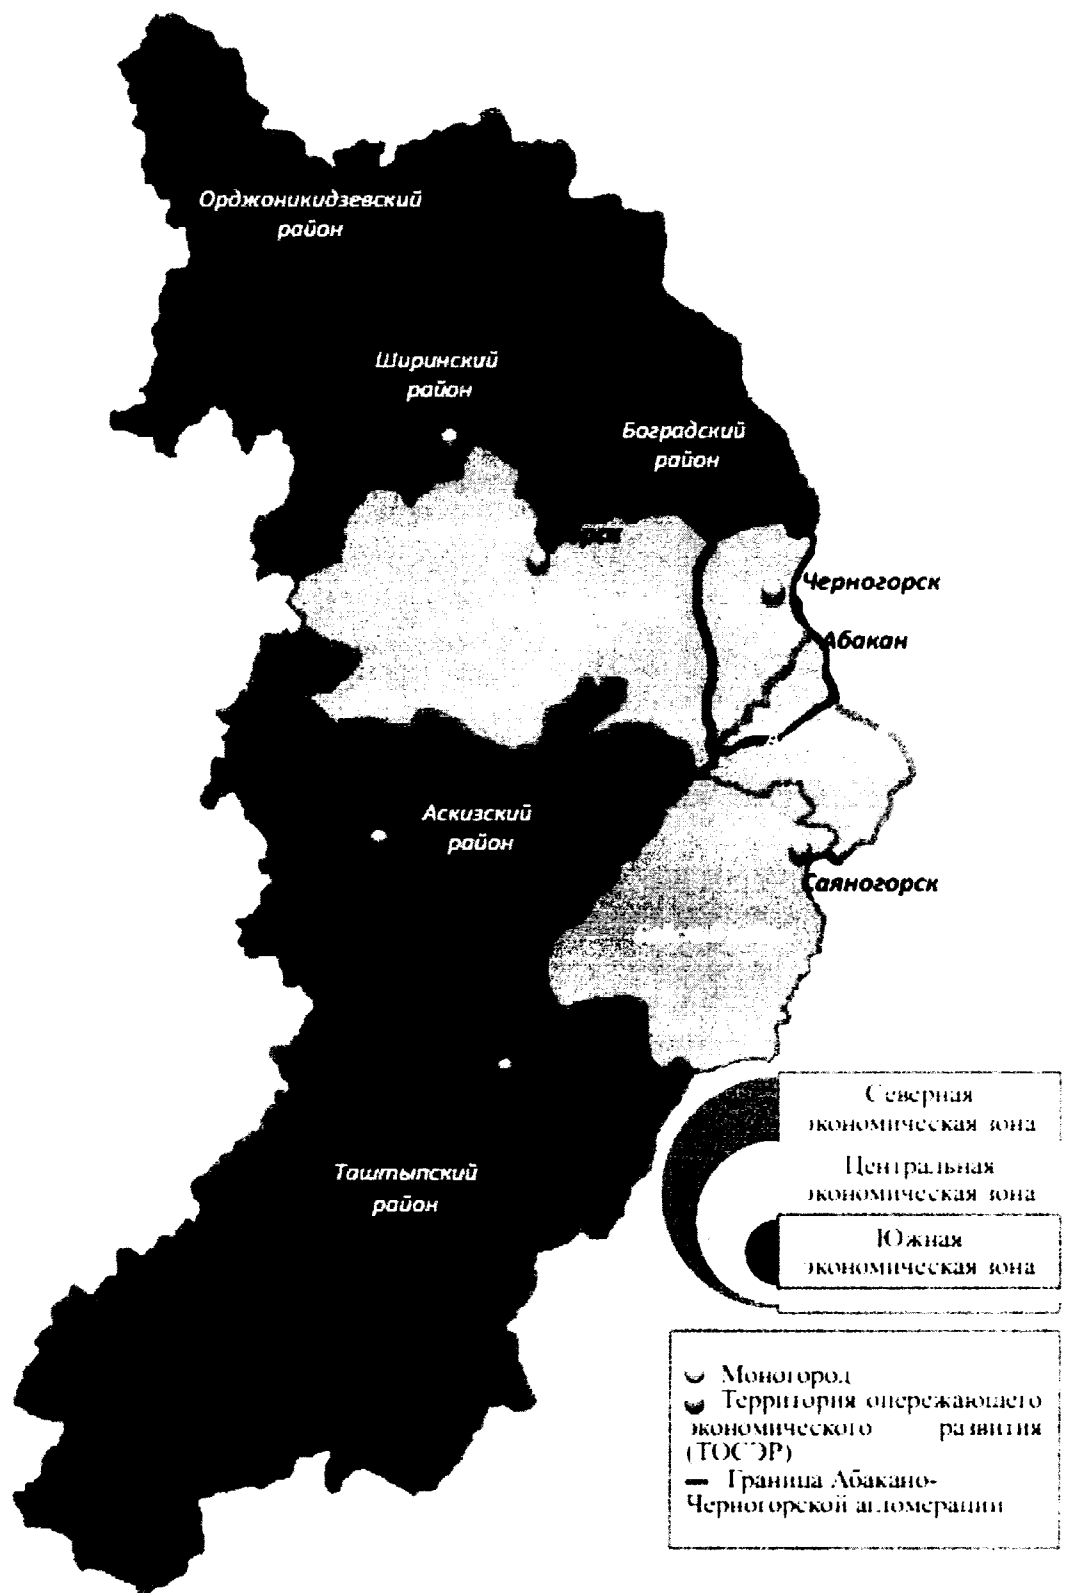 Орджоникидзевский
район
Ширинский
район
Боградский
район
Черногорск
Абакан
Аскизский
район
Саяногорск
Таштыпский
район
Северная
экономическая зона
Центральная
экономическая зона
Южная
экономическая зона
Моногород
Территория опережающего
экономического развития
(ТОСЭР)
Граница Абакано-
Черногорской агломерации